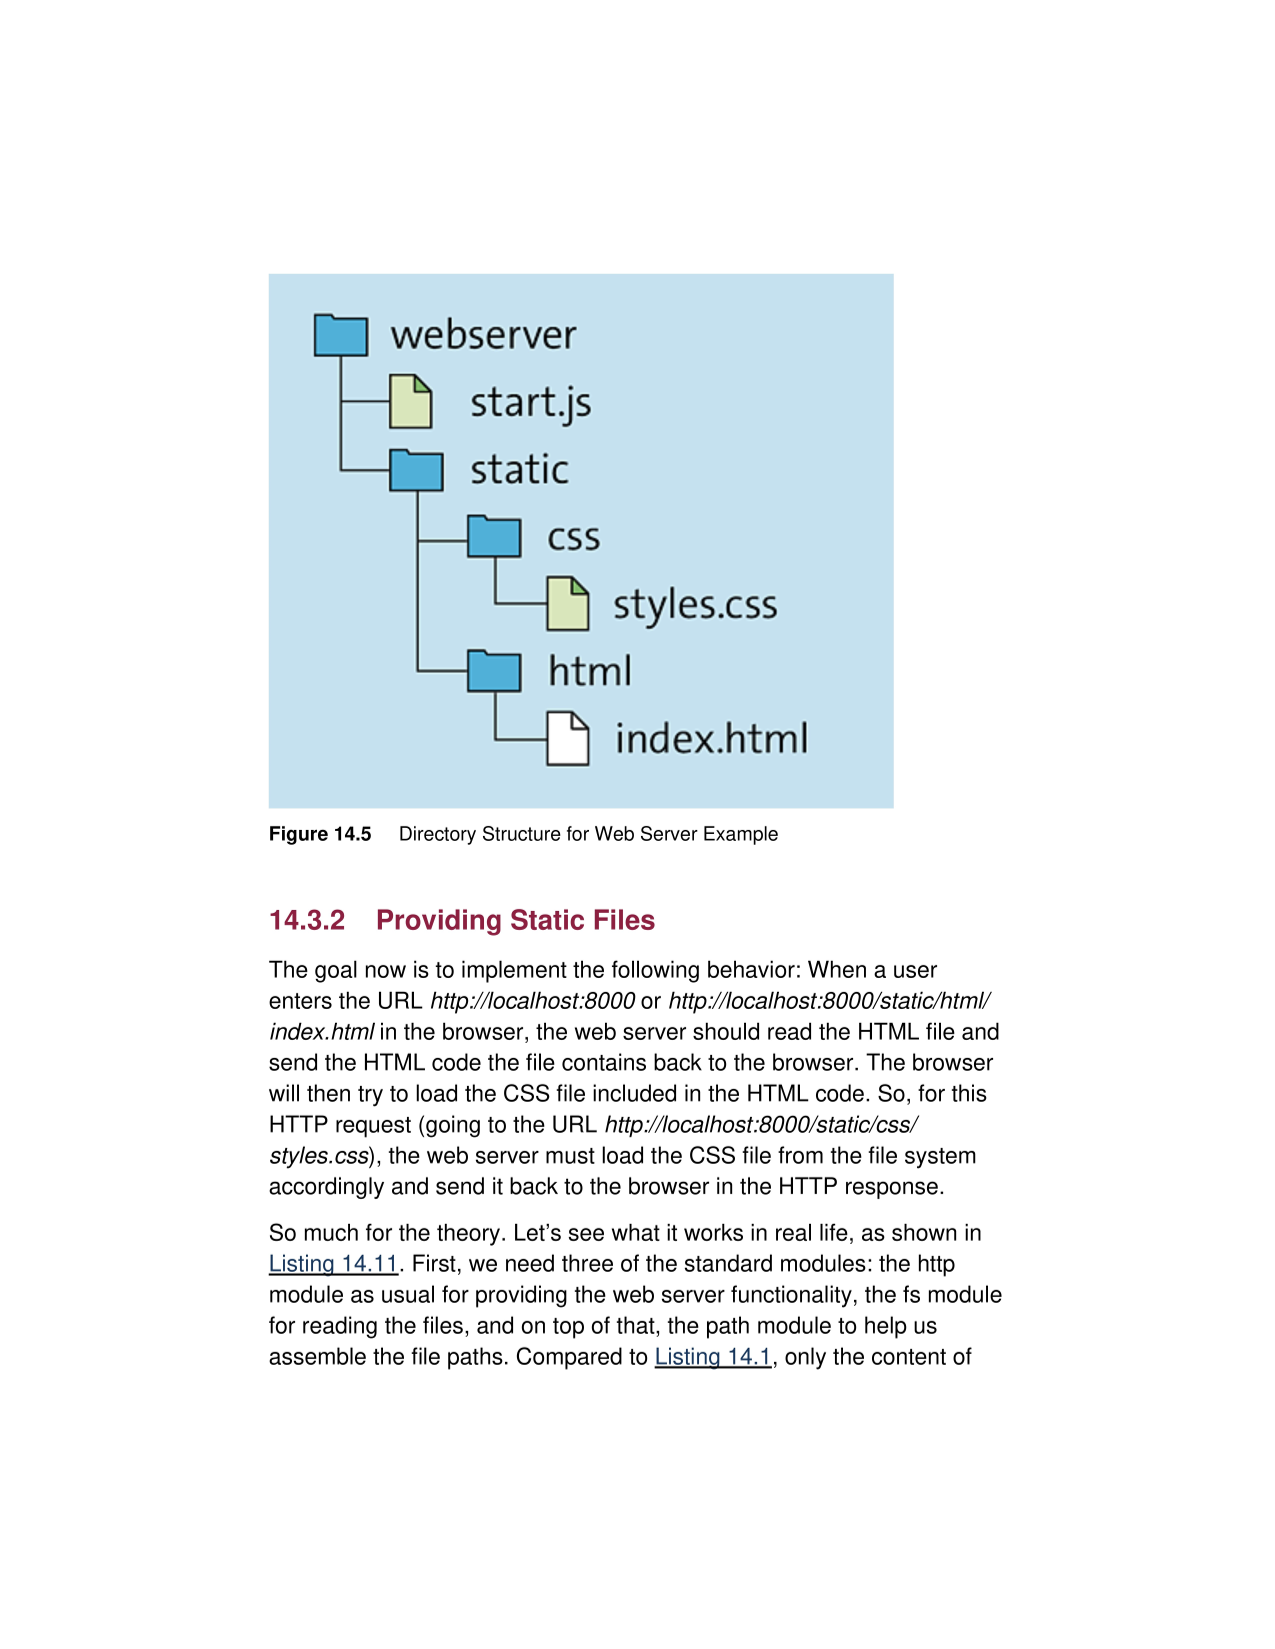 webserver
start.js
static
css
styles.css
html
index.html
Figure 14.5 Directory Structure for Web Server Example
14.3.2 Providing Static Files
The goal now is to implement the following behavior: When a user
enters the URL http://localhost:8000 or http://localhost:8000/static/html/
index.html in the browser, the web server should read the HTML file and
send the HTML code the file contains back to the browser. The browser
will then try to load the CSS file included in the HTML code. So, for this
HTTP request (going to the URL http://localhost:8000/static/css/
styles.css), the web server must load the CSS file from the file system
accordingly and send it back to the browser in the HTTP response.
So much for the theory. Let’s see what it works in real life, as shown in
Listing 14.11. First, we need three of the standard modules: the http
module as usual for providing the web server functionality, the fs module
for reading the files, and on top of that, the path module to help us
assemble the file paths. Compared to Listing 14.1, only the content of